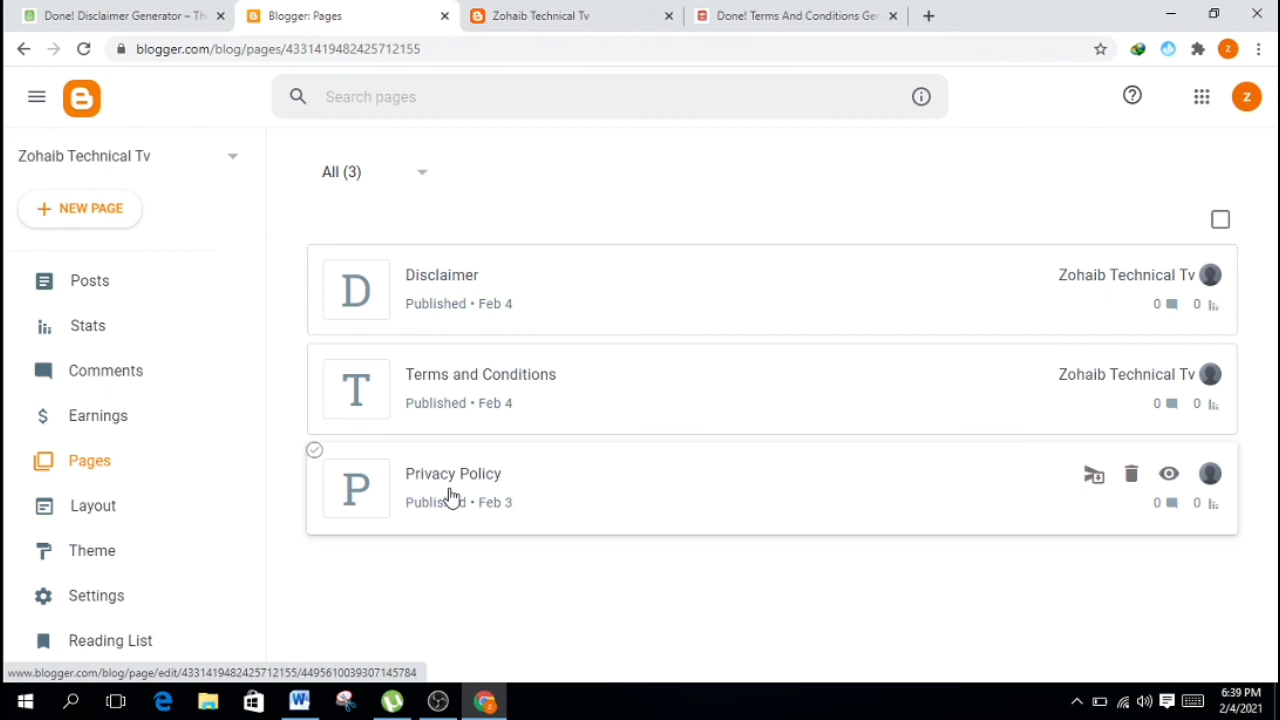 Done! Disclaimer Generator – Th
Blogger: Pages
Zohaib Technical Tv
Done! Terms And Conditions Ge
blogger.com/blog/pages/4331419482425712155
z
Search pages
z
Zohaib Technical Tv
NEW PAGE
Posts
Stats
Comments
Earnings
Pages
Layout
Theme
Settings
Reading List
All (3)
D
Disclaimer
Published • Feb 4
Zohaib Technical Tv
0 0
T
Terms and Conditions
Published • Feb 4
Zohaib Technical Tv
0 0
P
Privacy Policy
Published • Feb 3
0 0
www.blogger.com/blog/page/edit/4331419482425712155/4495610039307145784
6:39 PM
2/4/2021